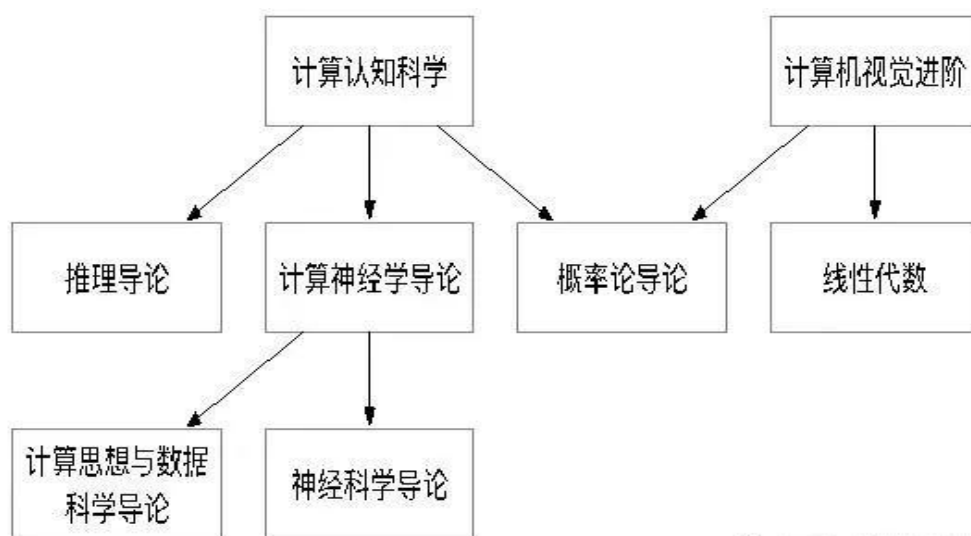 计算认知科学
计算机视觉进阶
推理导论
计算神经学导论
概率论导论
线性代数
计算思想与数据
科学导论
神经科学导论